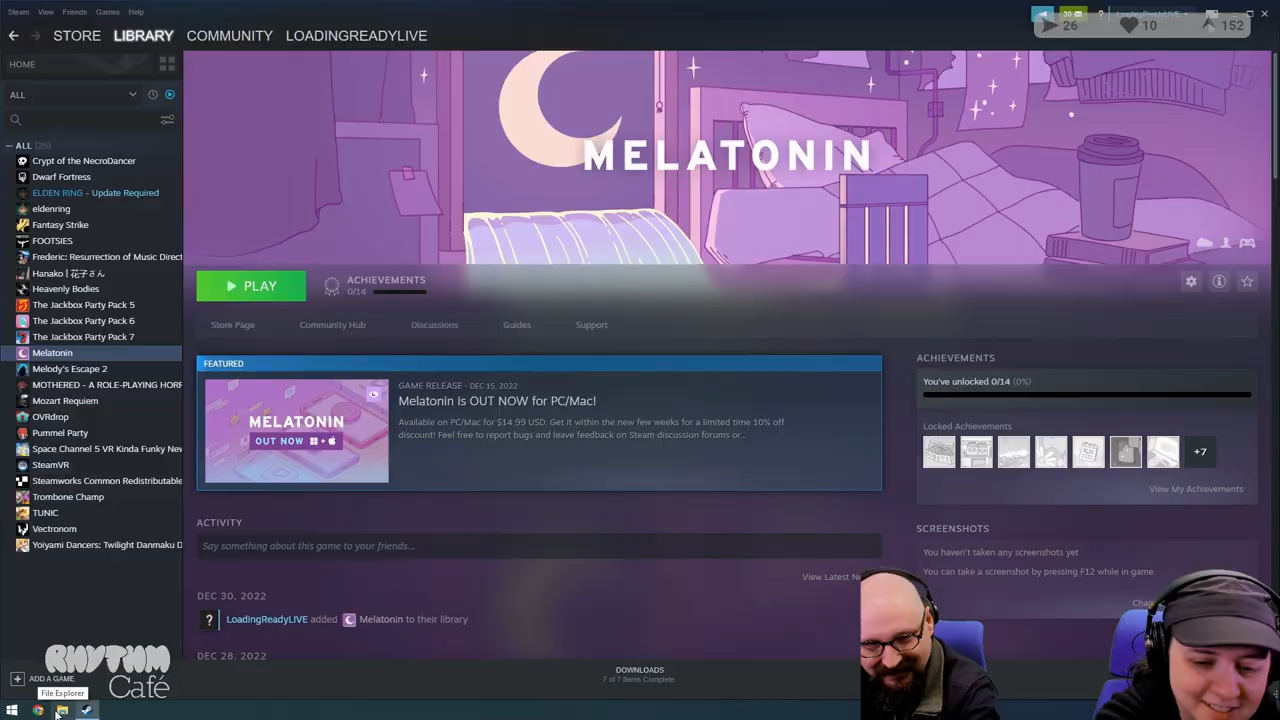 Steam View Friends Games Help
30 ?
26 10 152
STORE LIBRARY COMMUNITY LOADINGREADYLIVE
HOME
ALL
ALL (25)
Crypt of the NecroDancer
Dwarf Fortress
ELDEN RING - Update Required
eldenring
Fantasy Strike
FOOTSIES
Frederic: Resurrection of Music Direct
Hanako | 花子さん
Heavenly Bodies
The Jackbox Party Pack 5
The Jackbox Party Pack 6
The Jackbox Party Pack 7
Melatonin
Melody's Escape 2
MOTHERED - A ROLE-PLAYING HORR
Mozart Requiem
OVRdrop
Pummel Party
Space Channel 5 VR Kinda Funky New
SteamVR
Steamworks Common Redistributable
Trombone Champ
TUNIC
Vectronom
Yoiyami Dancers: Twilight Danmaku D
ADD A GAME
RHYTHM
Café
File Explorer
MELATONIN
PLAY
ACHIEVEMENTS
0/14
Store Page Community Hub Discussions Guides Support
FEATURED
MELATONIN
OUT NOW
GAME RELEASE - DEC 15, 2022
Melatonin is OUT NOW for PC/Mac!
Available on PC/Mac for $14.99 USD. Get it within the new few weeks for a limited time 10% off
discount! Feel free to report bugs and leave feedback on Steam discussion forums or...
ACTIVITY
Say something about this game to your friends...
View Latest Ne
DEC 30, 2022
? LoadingReadyLIVE added Melatonin to their library
DEC 28, 2022
ACHIEVEMENTS
You've unlocked 0/14 (0%)
Locked Achievements
+7
View My Achievements
SCREENSHOTS
You haven't taken any screenshots yet
You can take a screenshot by pressing F12 while in game.
DOWNLOADS
7 of 7 Items Complete